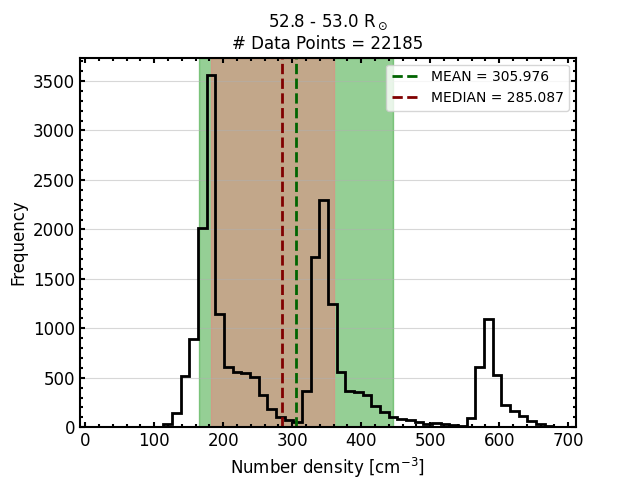 52.8 - 53.0 R⊙
# Data Points = 22185
MEAN = 305.976
MEDIAN = 285.087
Frequency
3500
3000
2500
2000
1500
1000
500
0
0 100 200 300 400 500 600 700
Number density [cm⁻³]